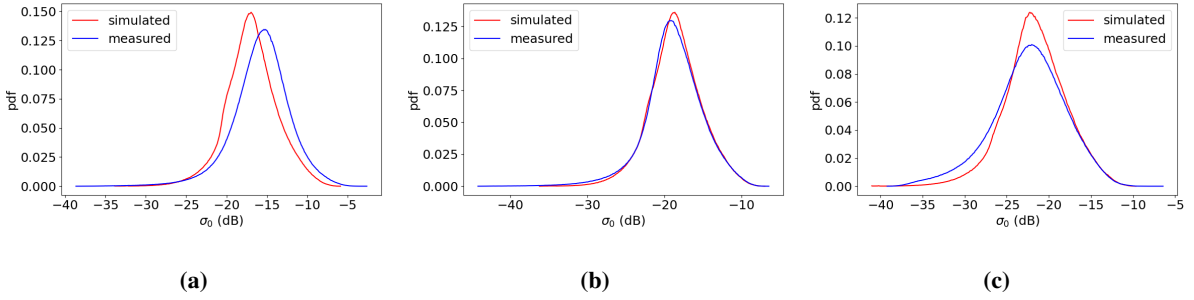 simulated
measured
pdf
0.150
0.125
0.100
0.075
0.050
0.025
0.000
−40 −35 −30 −25 −20 −15 −10 −5
σ₀ (dB)
(a)
simulated
measured
pdf
0.125
0.100
0.075
0.050
0.025
0.000
−40 −30 −20 −10
σ₀ (dB)
(b)
simulated
measured
pdf
0.12
0.10
0.08
0.06
0.04
0.02
0.00
−40 −35 −30 −25 −20 −15 −10 −5
σ₀ (dB)
(c)